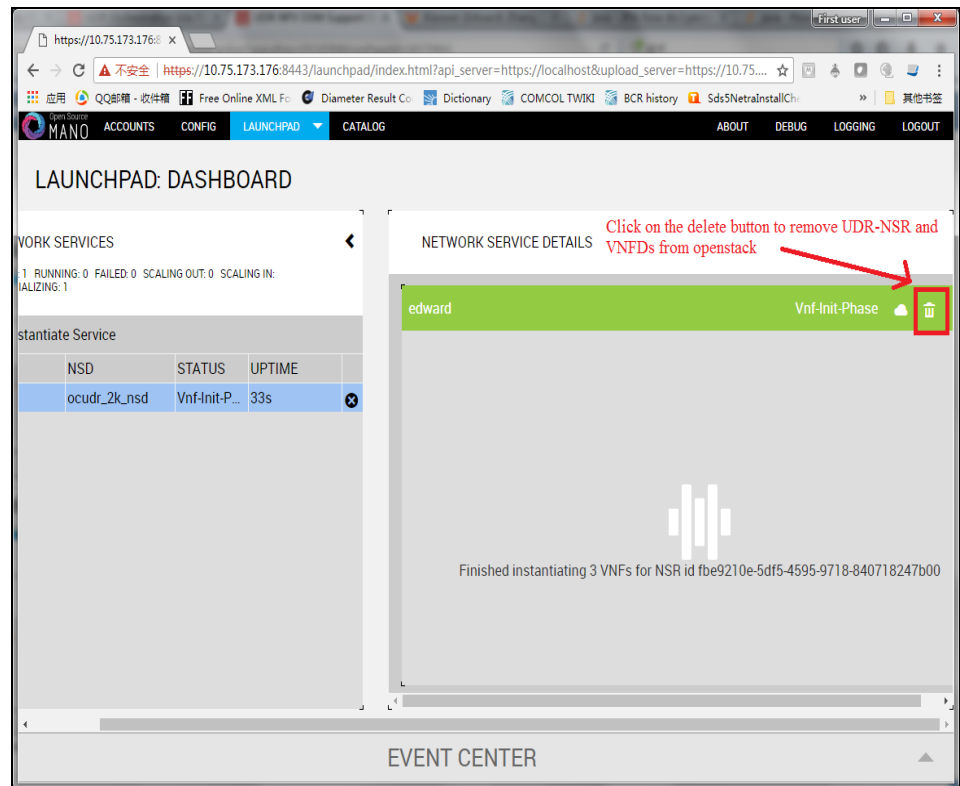 First user
https://10.75.173.176:8
不安全 https://10.75.173.176:8443/launchpad/index.html?api_server=https://localhost&upload_server=https://10.75....
应用 QQ邮箱 - 收件箱 Free Online XML Fo Diameter Result Co Dictionary COMCOL TWIKI BCR history Sds5NetraInstallChe » 其他书签
Open Source
MANO ACCOUNTS CONFIG LAUNCHPAD CATALOG ABOUT DEBUG LOGGING LOGOUT
LAUNCHPAD: DASHBOARD
WORK SERVICES
: 1 RUNNING: 0 FAILED: 0 SCALING OUT: 0 SCALING IN:
IALIZING: 1
stantiate Service
NSD STATUS UPTIME
ocudr_2k_nsd Vnf-Init-P... 33s
NETWORK SERVICE DETAILS
Click on the delete button to remove UDR-NSR and
VNFDs from openstack
edward Vnf-Init-Phase
Finished instantiating 3 VNFs for NSR id fbe9210e-5df5-4595-9718-840718247b00
EVENT CENTER